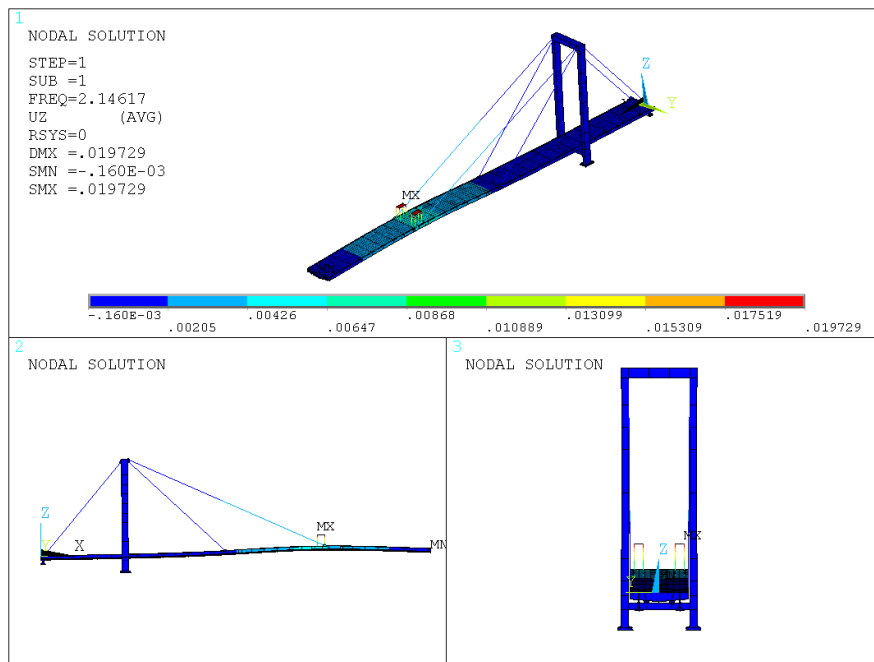 1
NODAL SOLUTION
STEP=1
SUB =1
FREQ=2.14617
UZ (AVG)
RSYS=0
DMX =.019729
SMN =-.160E-03
SMX =.019729
Z
Y
MX
-.160E-03 .00426 .00868 .013099 .017519
.00205 .00647 .010889 .015309 .019729
2
NODAL SOLUTION
Z
Y
X
MX
MN
3
NODAL SOLUTION
MX
Z
Y